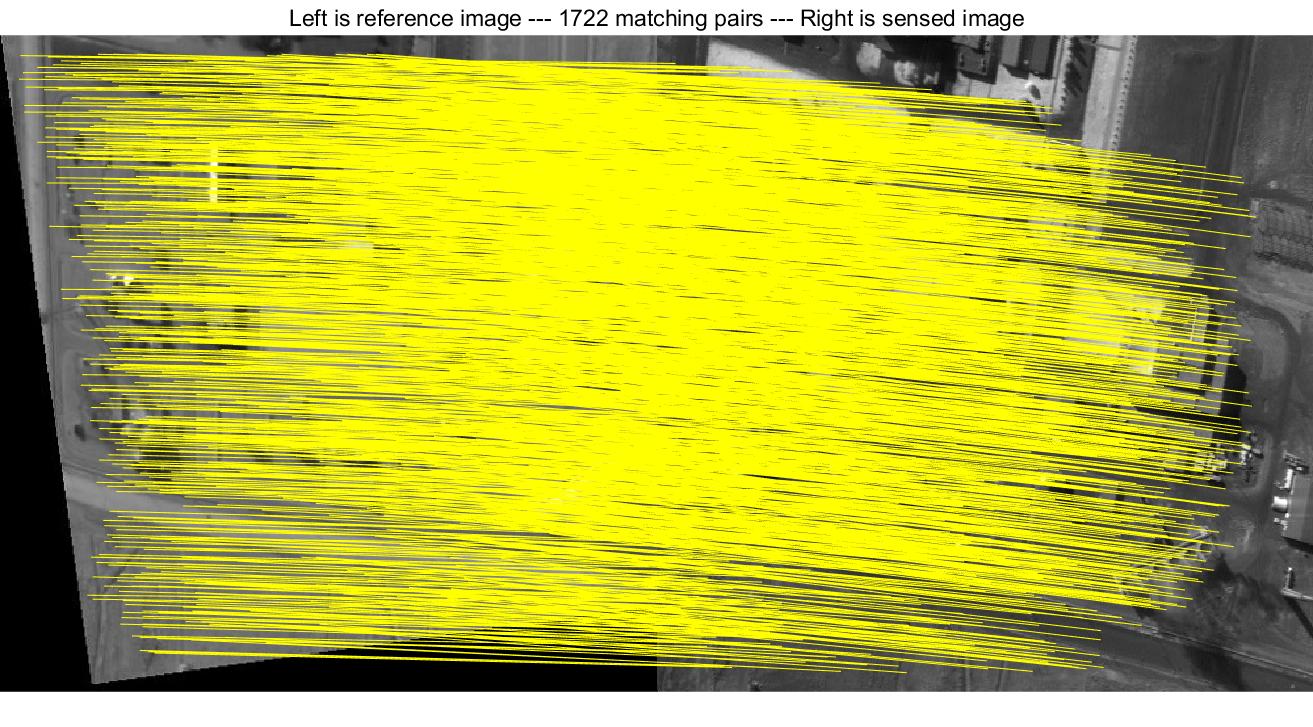 Left is reference image --- 1722 matching pairs --- Right is sensed image